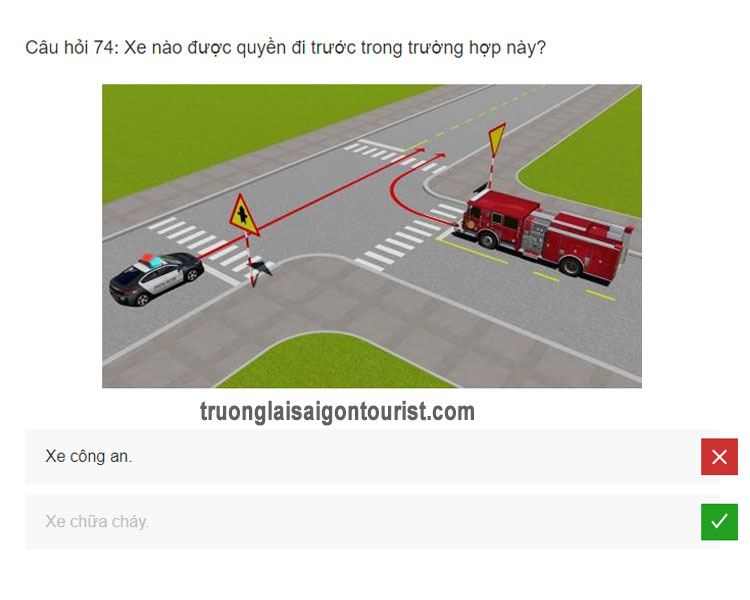 Câu hỏi 74: Xe nào được quyền đi trước trong trường hợp này?
truonglaisaigontourist.com
Xe công an.
Xe chữa cháy.